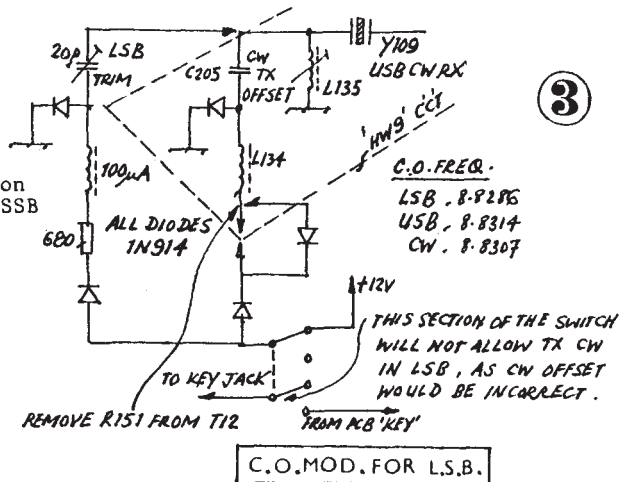 20p LSB
TRIM
C205
CW
TX
OFFSET
L135
Y109
USB CW RX
3
'HW9' CCT
100µA
L134
on
SSB
680
ALL DIODES
1N914
C.O.FREQ.
LSB. 8.8286
USB. 8.8314
CW. 8.8307
+12V
THIS SECTION OF THE SWITCH
WILL NOT ALLOW TX CW
IN LSB, AS CW OFFSET
WOULD BE INCORRECT.
TO KEY JACK
REMOVE R151 FROM T12
FROM PCB 'KEY'
C.O.MOD.FOR L.S.B.